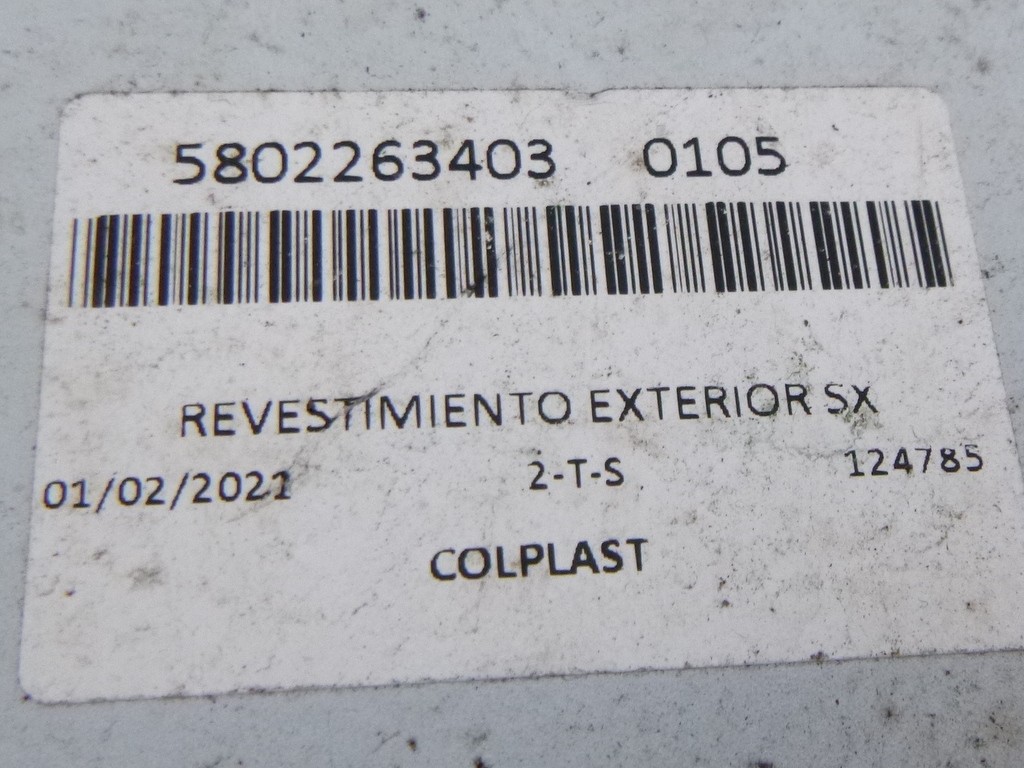 5802263403 0105
REVESTIMIENTO EXTERIOR SX
01/02/2021 2-T-S 124785
COLPLAST